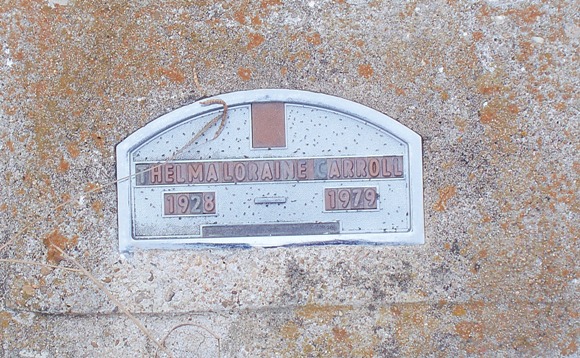 THELMA LORAINE CARROLL
1928 - 1979